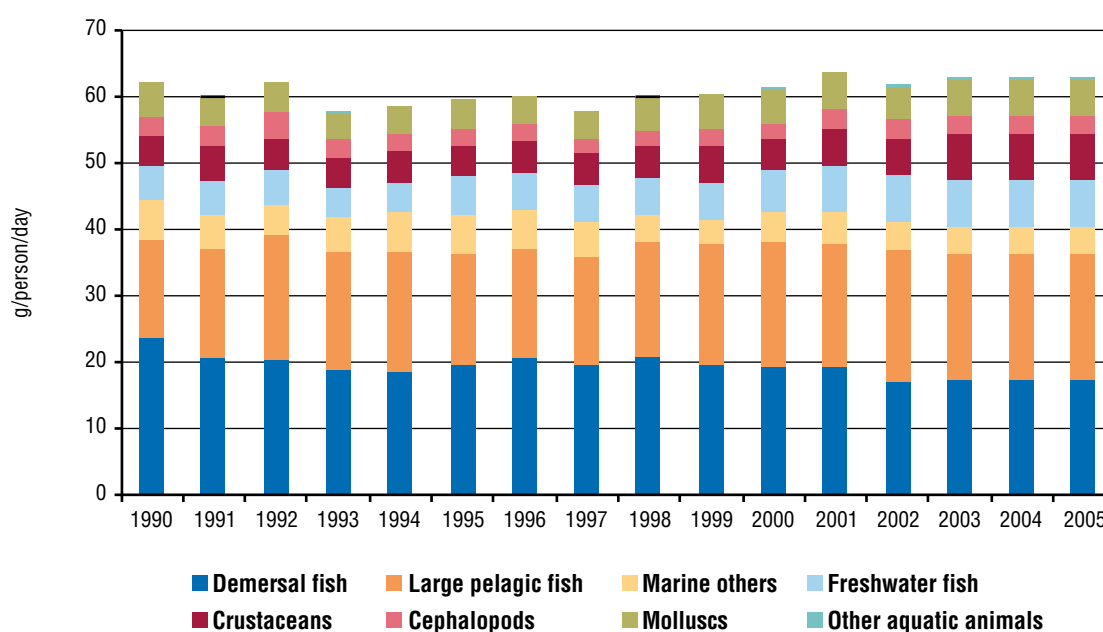 70
60
50
40
30
20
10
0
g/person/day
1990 1991 1992 1993 1994 1995 1996 1997 1998 1999 2000 2001 2002 2003 2004 2005
Demersal fish Large pelagic fish Marine others Freshwater fish
Crustaceans Cephalopods Molluscs Other aquatic animals